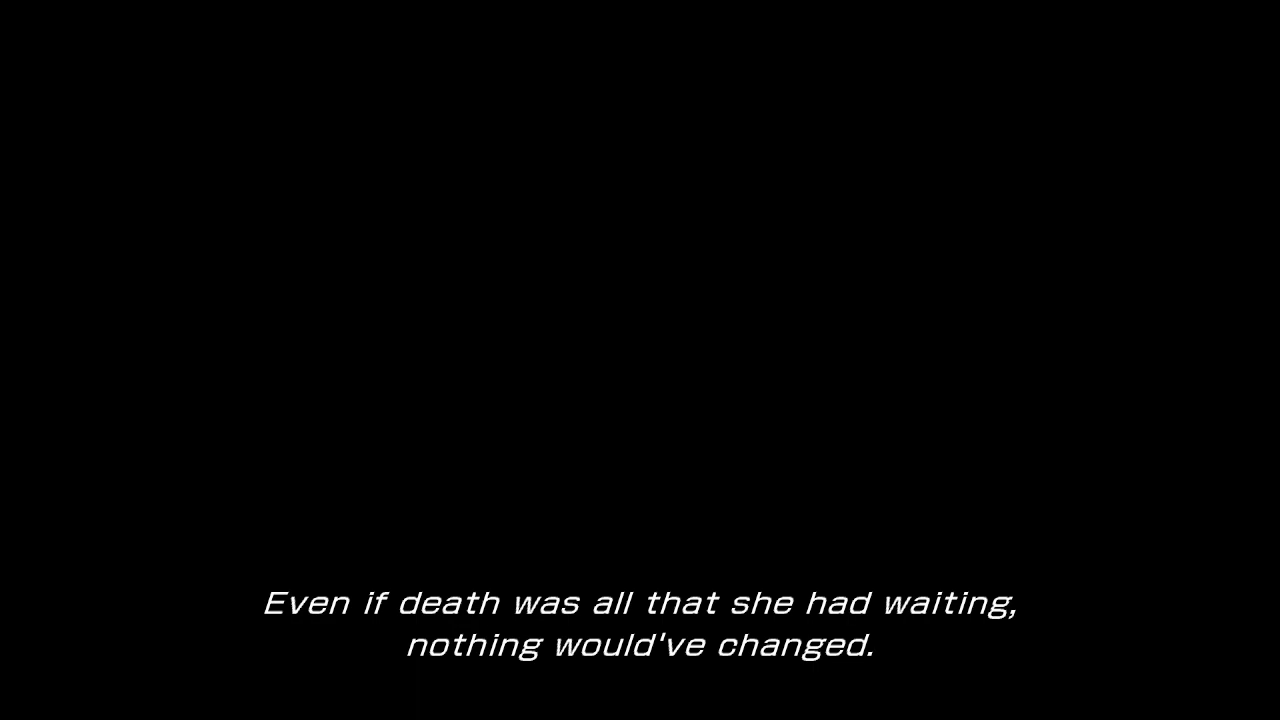 Even if death was all that she had waiting,
nothing would've changed.